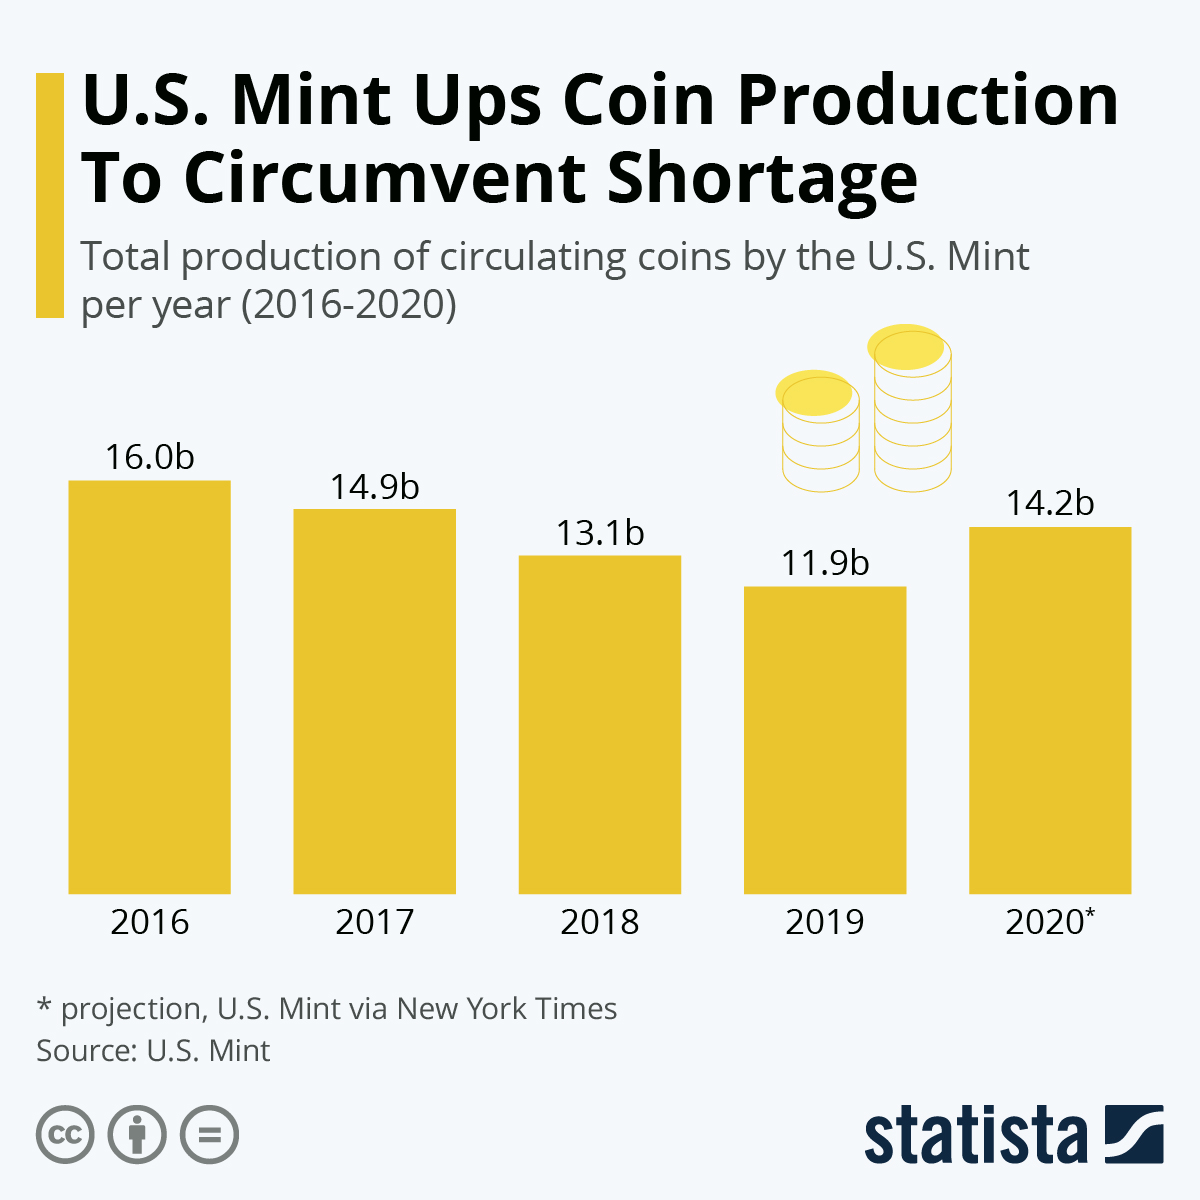 U.S. Mint Ups Coin Production
To Circumvent Shortage
Total production of circulating coins by the U.S. Mint
per year (2016-2020)
16.0b
14.9b
13.1b
11.9b
14.2b
2016
2017
2018
2019
2020*
* projection, U.S. Mint via New York Times
Source: U.S. Mint
cc
statista